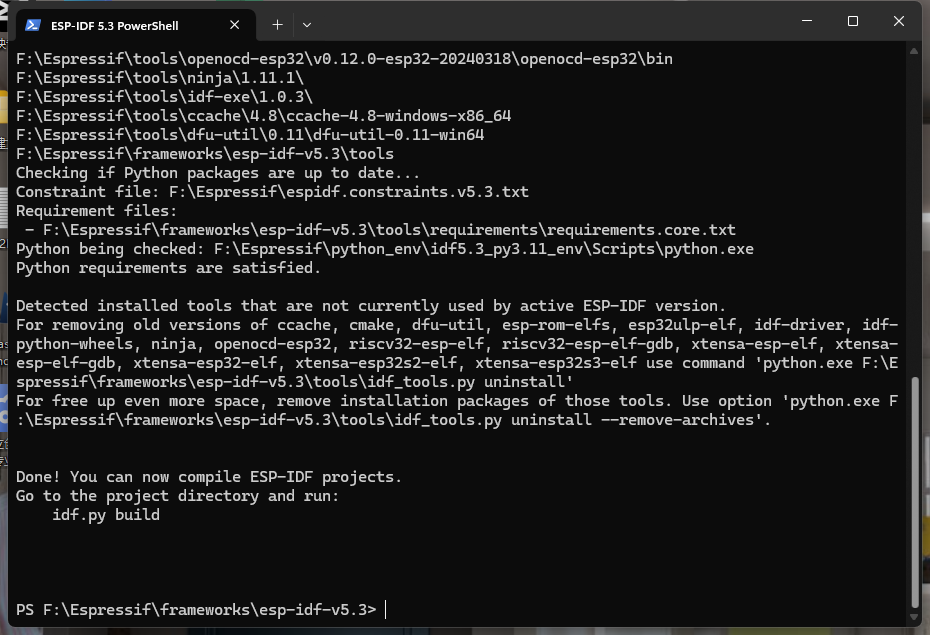 ESP-IDF 5.3 PowerShell
F:\Espressif\tools\openocd-esp32\v0.12.0-esp32-20240318\openocd-esp32\bin
F:\Espressif\tools\ninja\1.11.1\
F:\Espressif\tools\idf-exe\1.0.3\
F:\Espressif\tools\ccache\4.8\ccache-4.8-windows-x86_64
F:\Espressif\tools\dfu-util\0.11\dfu-util-0.11-win64
F:\Espressif\frameworks\esp-idf-v5.3\tools
Checking if Python packages are up to date...
Constraint file: F:\Espressif\espidf.constraints.v5.3.txt
Requirement files:
 - F:\Espressif\frameworks\esp-idf-v5.3\tools\requirements\requirements.core.txt
Python being checked: F:\Espressif\python_env\idf5.3_py3.11_env\Scripts\python.exe
Python requirements are satisfied.
Detected installed tools that are not currently used by active ESP-IDF version.
For removing old versions of ccache, cmake, dfu-util, esp-rom-elfs, esp32ulp-elf, idf-driver, idf-
python-wheels, ninja, openocd-esp32, riscv32-esp-elf, riscv32-esp-elf-gdb, xtensa-esp-elf, xtensa-
esp-elf-gdb, xtensa-esp32-elf, xtensa-esp32s2-elf, xtensa-esp32s3-elf use command 'python.exe F:\E
spressif\frameworks\esp-idf-v5.3\tools\idf_tools.py uninstall'
For free up even more space, remove installation packages of those tools. Use option 'python.exe F
:\Espressif\frameworks\esp-idf-v5.3\tools\idf_tools.py uninstall --remove-archives'.
Done! You can now compile ESP-IDF projects.
Go to the project directory and run:
    idf.py build
PS F:\Espressif\frameworks\esp-idf-v5.3>